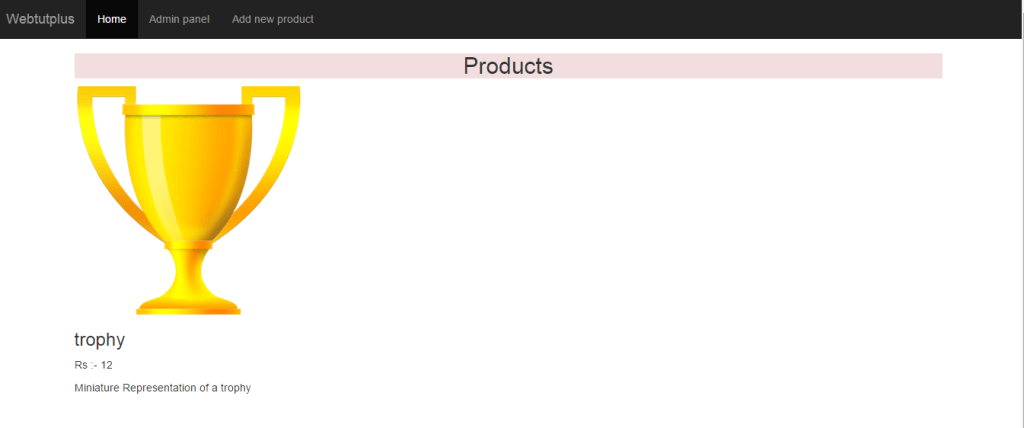 Webtutplus Home Admin panel Add new product
Products
trophy
Rs :- 12
Miniature Representation of a trophy